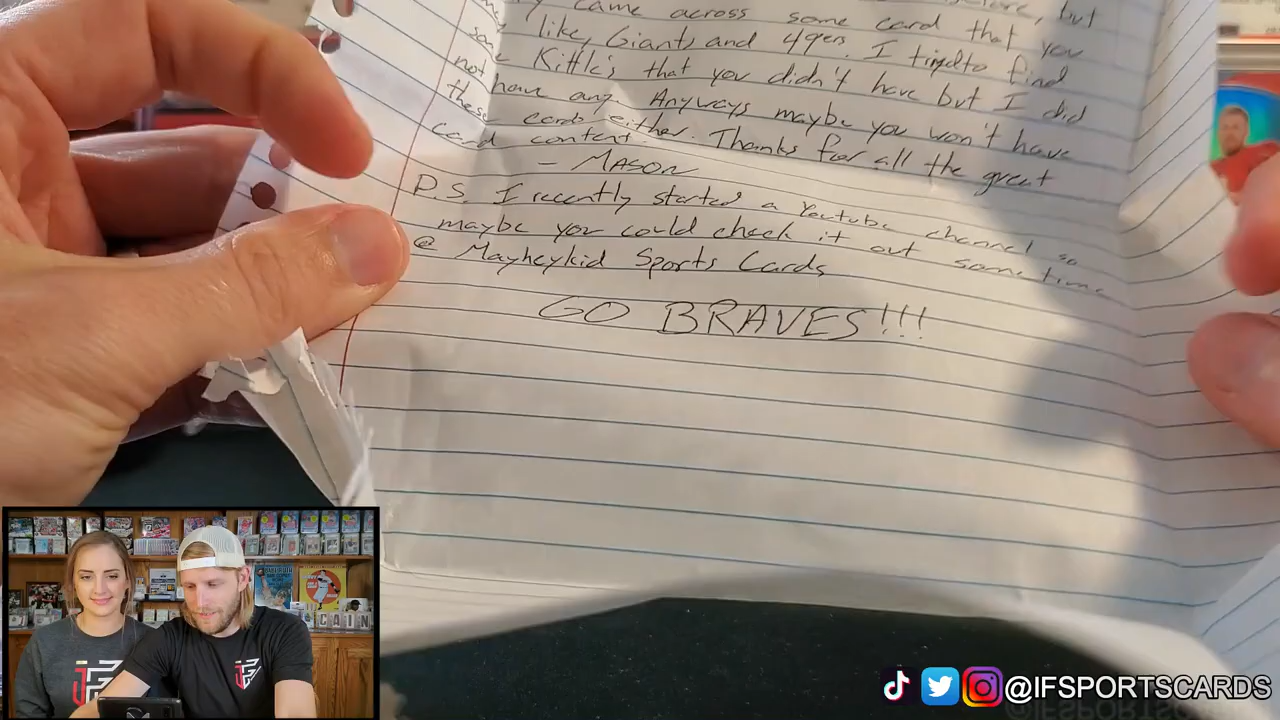 came across some card that you
some like, Giants and 49ers. I tryed to find
Kittle's that you didn't have but I did
not have any. Anyways maybe you won't have
these cards either. Thanks for all the great
card content.
- MASON
P.S. I recently started a Youtube channel so
maybe you could check it out sometime
@ Mayheykid Sports Cards
GO BRAVES!!!
CAIN
@IFSPORTSCARDS